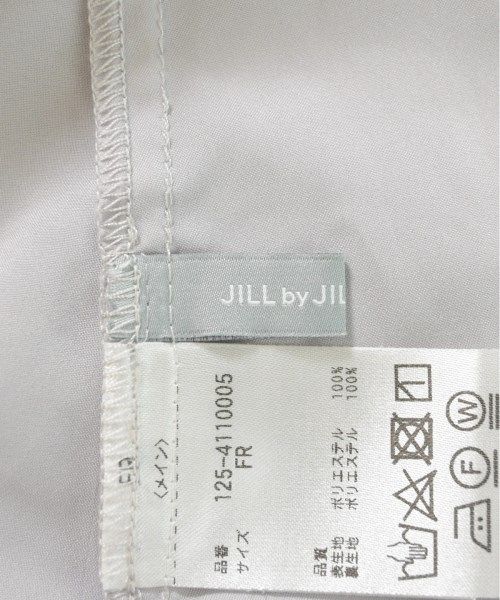 JILL by JIL
〈メイン〉
品番 125-4110005
サイズ FR
品質
表生地 ポリエステル 100%
裏生地 ポリエステル 100%
W
F